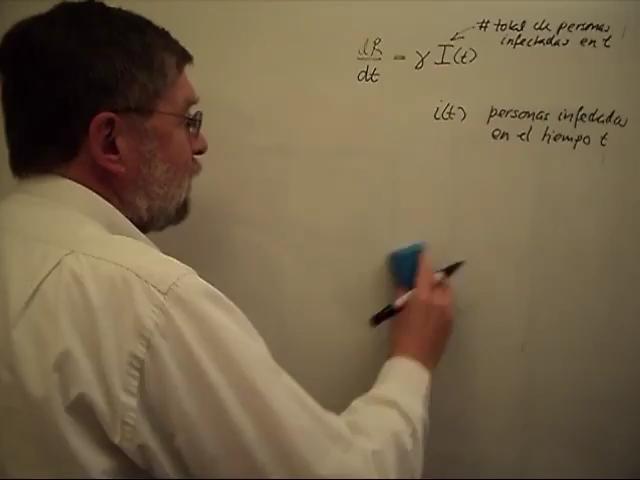 # total de personas
infectadas en t
dR/dt = γ I(t)
i(t) personas infectadas
en el tiempo t